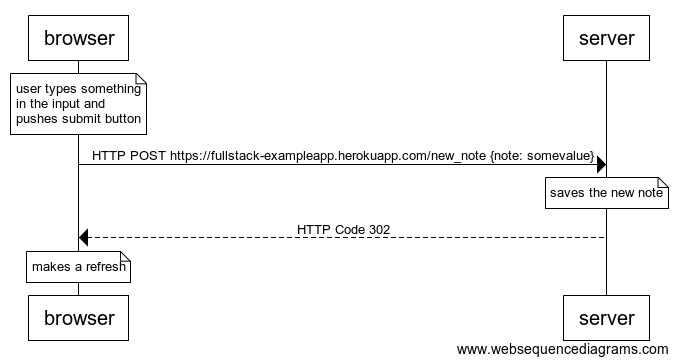 browser
server
user types something
in the input and
pushes submit button
HTTP POST https://fullstack-exampleapp.herokuapp.com/new_note {note: somevalue}
saves the new note
HTTP Code 302
makes a refresh
browser
server
www.websequencediagrams.com